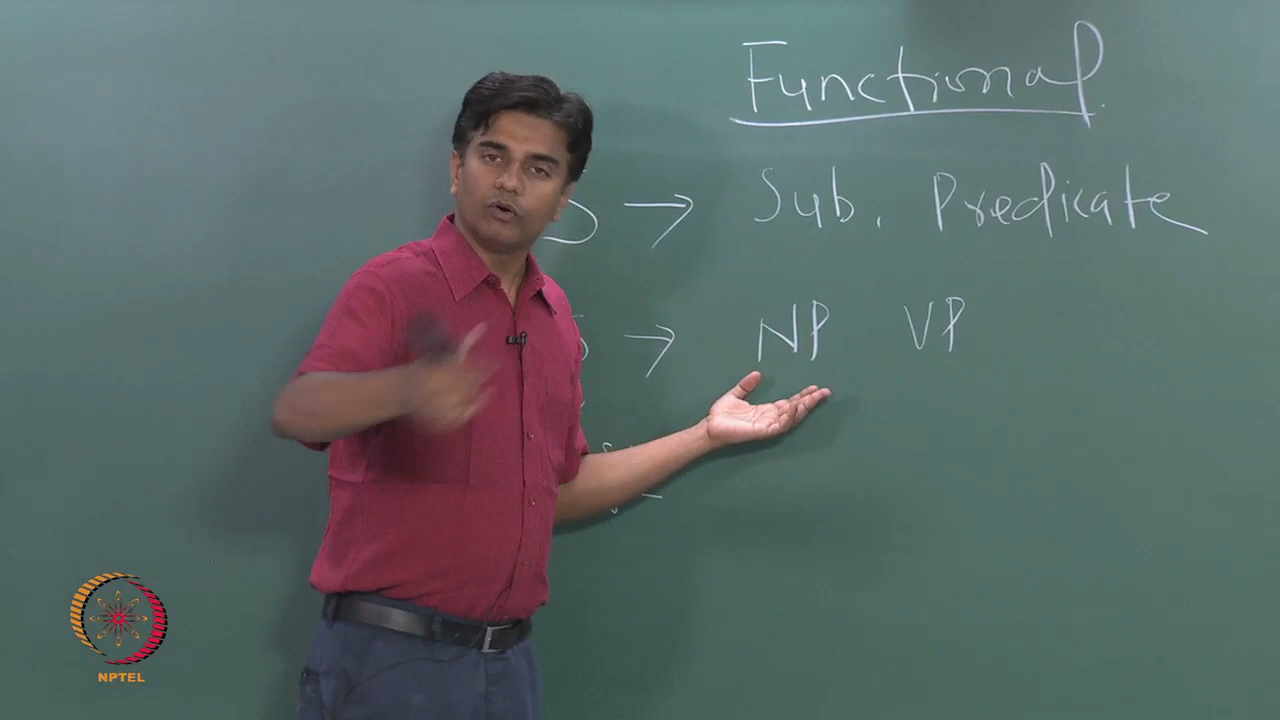 Functional
S → Sub. Predicate
S → NP VP
NPTEL